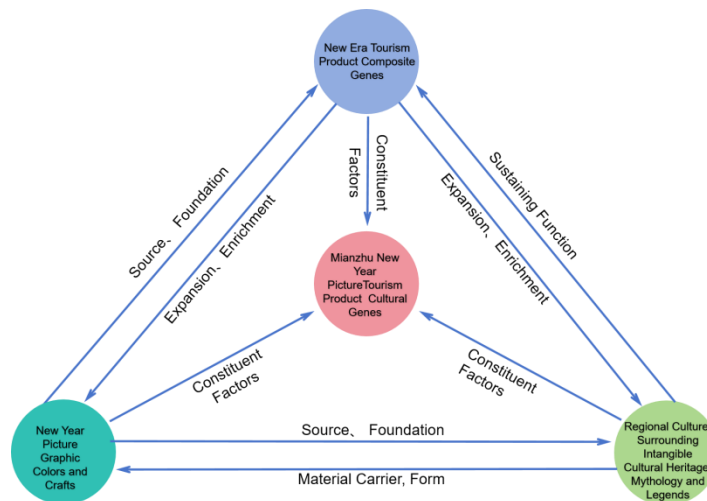 New Era Tourism
Product Composite
Genes
Constituent
Factors
Source、 Foundation
Expansion、Enrichment
Sustaining Function
Expansion、Enrichment
Mianzhu New
Year
PictureTourism
Product Cultural
Genes
Constituent
Factors
Constituent
Factors
New Year
Picture
Graphic
Colors and
Crafts
Source、 Foundation
Material Carrier, Form
Regional Culture
Surrounding
Intangible
Cultural Heritage
Mythology and
Legends